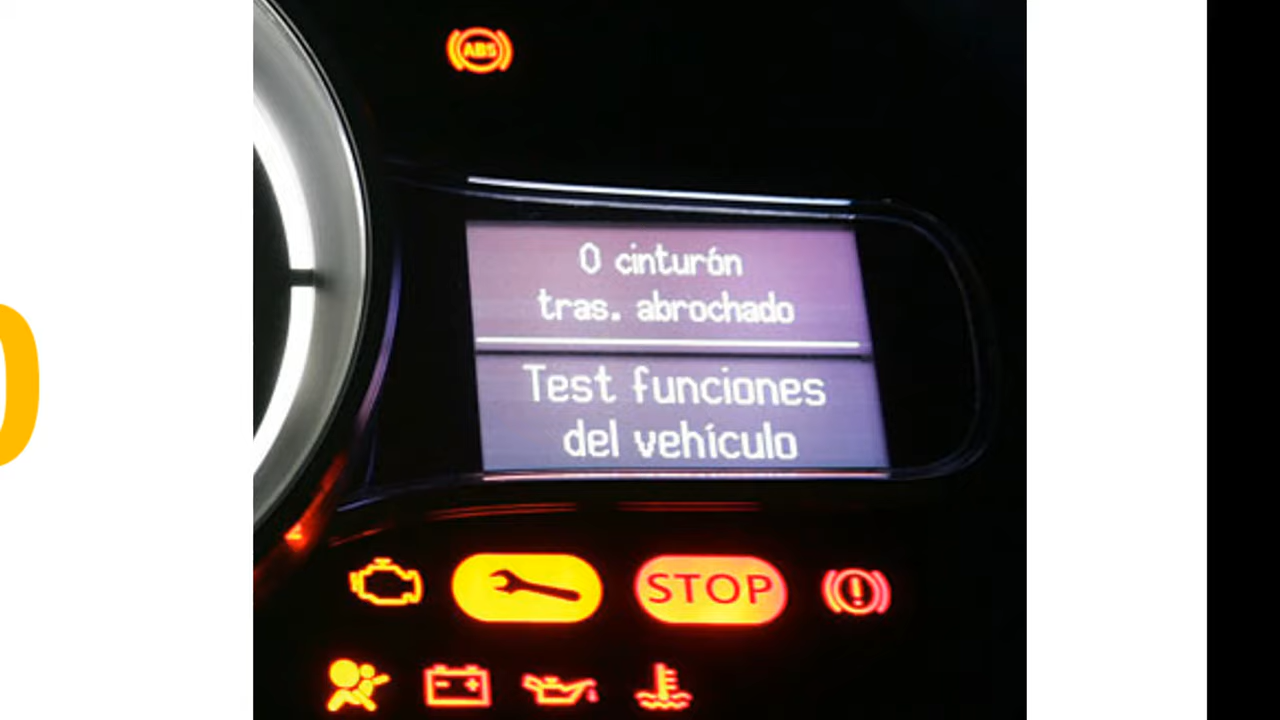 ABS
0 cinturón
tras. abrochado
Test funciones
del vehículo
STOP